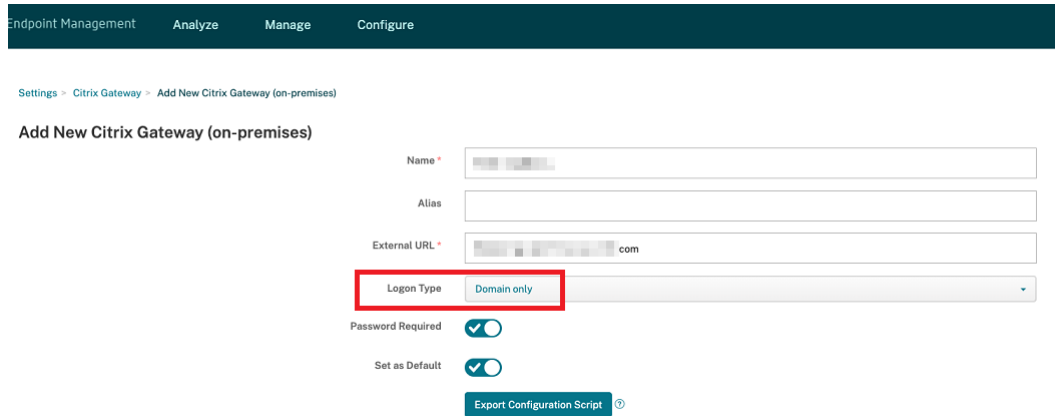 Endpoint Management Analyze Manage Configure
Settings > Citrix Gateway > Add New Citrix Gateway (on-premises)
Add New Citrix Gateway (on-premises)
Name *
Alias
External URL * com
Logon Type Domain only
Password Required
Set as Default
Export Configuration Script ?